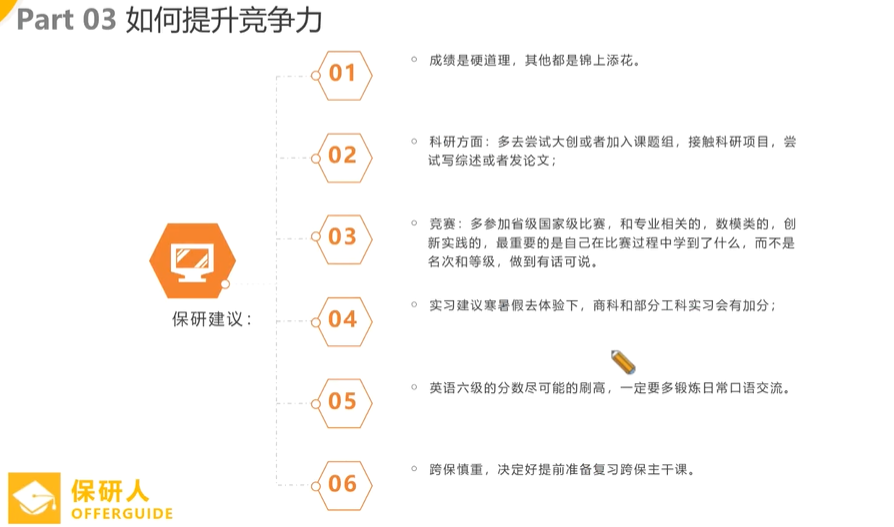 Part 03 如何提升竞争力
01
成绩是硬道理，其他都是锦上添花。
02
科研方面：多去尝试大创或者加入课题组，接触科研项目，尝
试写综述或者发论文；
03
竞赛：多参加省级国家级比赛，和专业相关的，数模类的，创
新实践的，最重要的是自己在比赛过程中学到了什么，而不是
名次和等级，做到有话可说。
保研建议：
04
实习建议寒暑假去体验下，商科和部分工科实习会有加分；
05
英语六级的分数尽可能的刷高，一定要多锻炼日常口语交流。
06
跨保慎重，决定好提前准备复习跨保主干课。
保研人
OFFERGUIDE